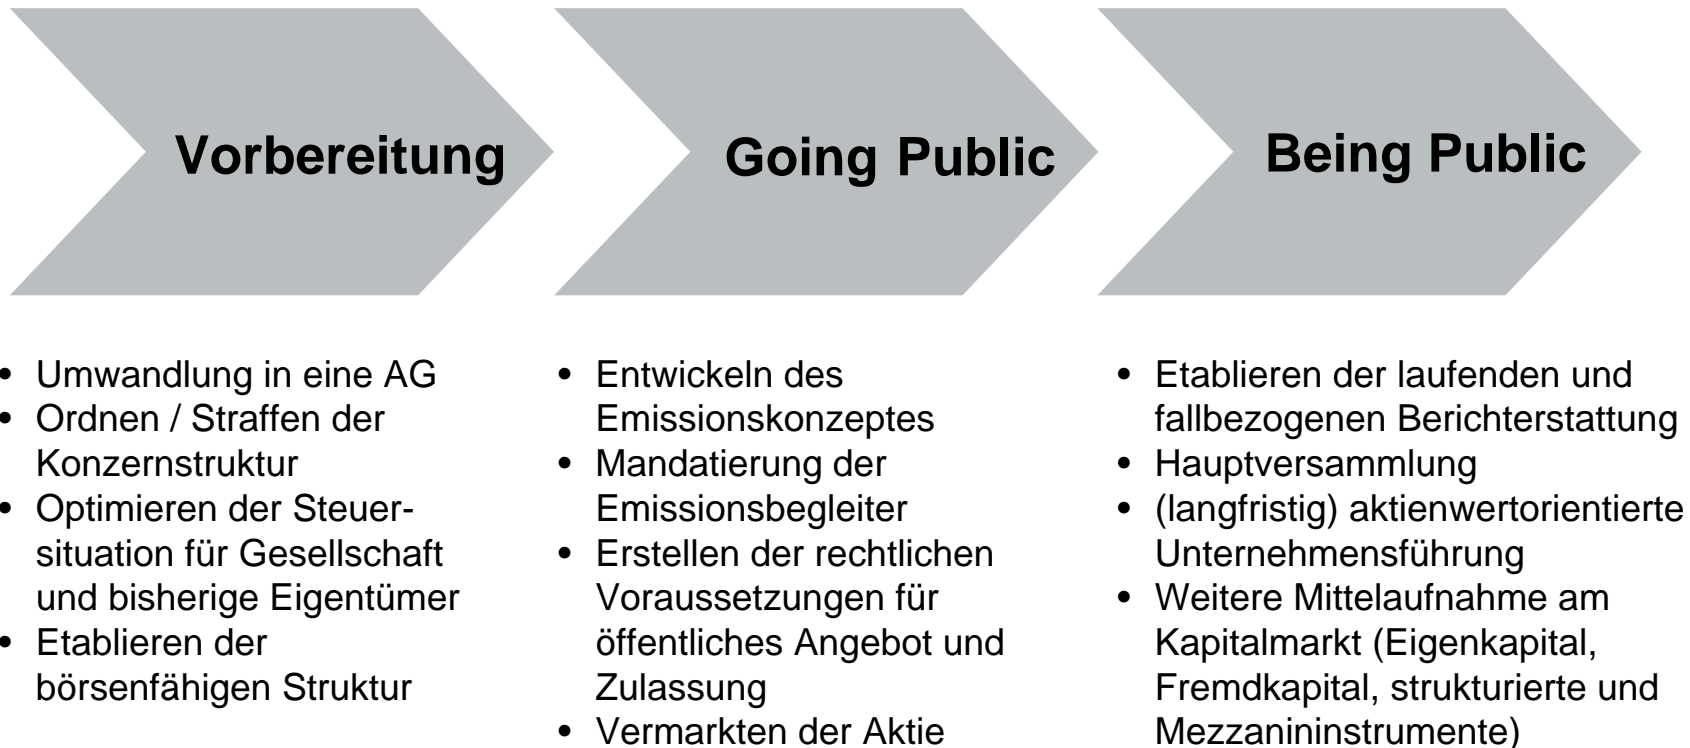 Vorbereitung
Going Public
Being Public
• Umwandlung in eine AG
• Ordnen / Straffen der
Konzernstruktur
• Optimieren der Steuer-
situation für Gesellschaft
und bisherige Eigentümer
• Etablieren der
börsenfähigen Struktur
• Entwickeln des
Emissionskonzeptes
• Mandatierung der
Emissionsbegleiter
• Erstellen der rechtlichen
Voraussetzungen für
öffentliches Angebot und
Zulassung
• Vermarkten der Aktie
• Etablieren der laufenden und
fallbezogenen Berichterstattung
• Hauptversammlung
• (langfristig) aktienwertorientierte
Unternehmensführung
• Weitere Mittelaufnahme am
Kapitalmarkt (Eigenkapital,
Fremdkapital, strukturierte und
Mezzanininstrumente)